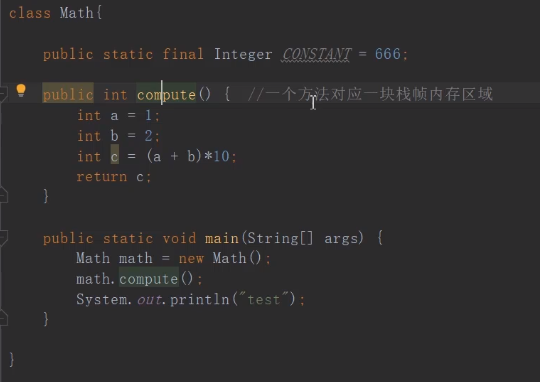 class Math{
public static final Integer CONSTANT = 666;
public int compute() { //一个方法对应一块栈帧内存区域
int a = 1;
int b = 2;
int c = (a + b)*10;
return c;
}
public static void main(String[] args) {
Math math = new Math();
math.compute();
System.out.println("test");
}
}